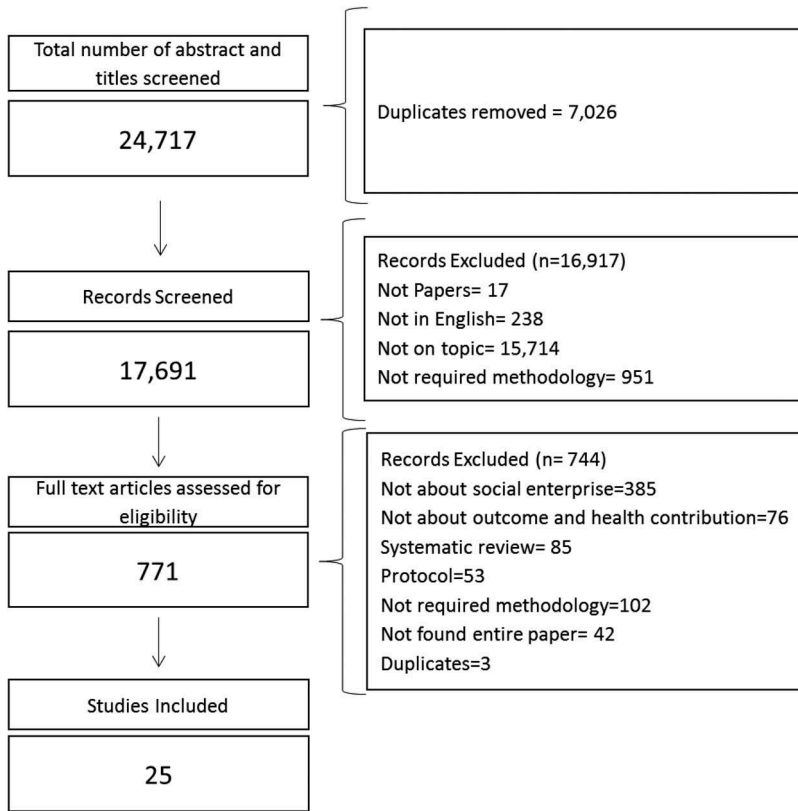 Total number of abstract and
titles screened
24,717
Duplicates removed = 7,026
Records Screened
17,691
Records Excluded (n=16,917)
Not Papers= 17
Not in English= 238
Not on topic= 15,714
Not required methodology= 951
Full text articles assessed for
eligibility
771
Records Excluded (n= 744)
Not about social enterprise=385
Not about outcome and health contribution=76
Systematic review= 85
Protocol=53
Not required methodology=102
Not found entire paper= 42
Duplicates=3
Studies Included
25